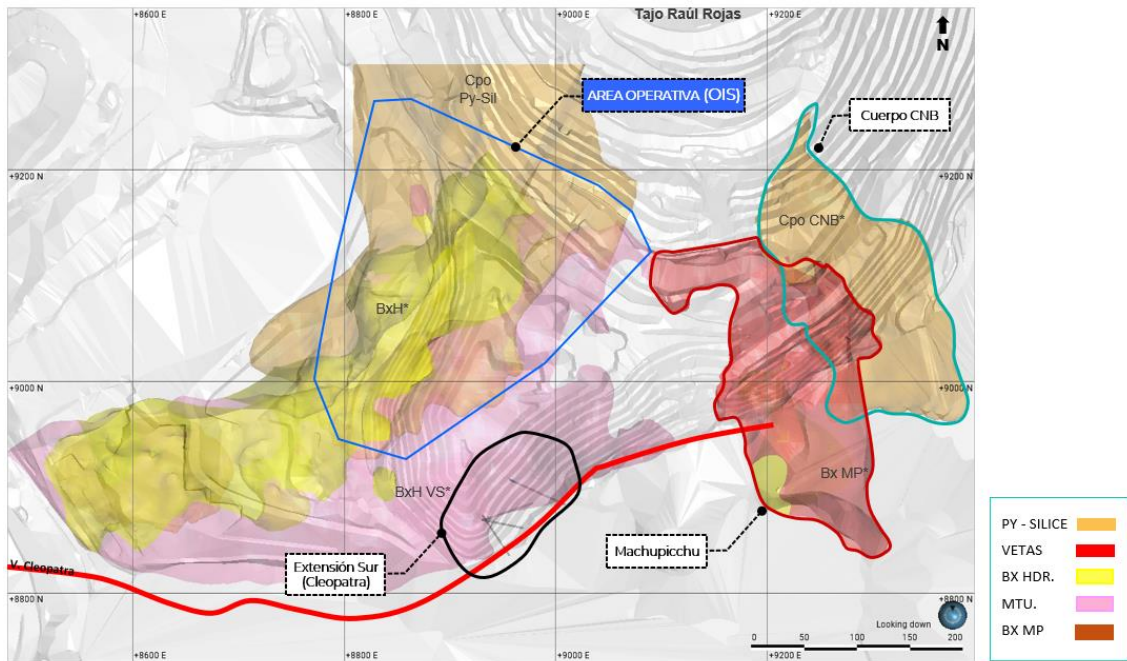 +8600 E
+8800 E
+9000 E
Tajo Raúl Rojas
+9200 E
N
Cpo
Py-Sil
AREA OPERATIVA (OIS)
Cuerpo CNB
+9200 N
+9200 N
Cpo CNB*
BxH*
+9000 N
+9000 N
BxH VS*
Bx MP*
Extensión Sur
(Cleopatra)
Machupicchu
V. Cleopatra
+8800 N
+8800 N
Looking down
0 50 100 150 200
+8600 E
+8800 E
+9000 E
+9200 E
PY - SILICE
VETAS
BX HDR.
MTU.
BX MP